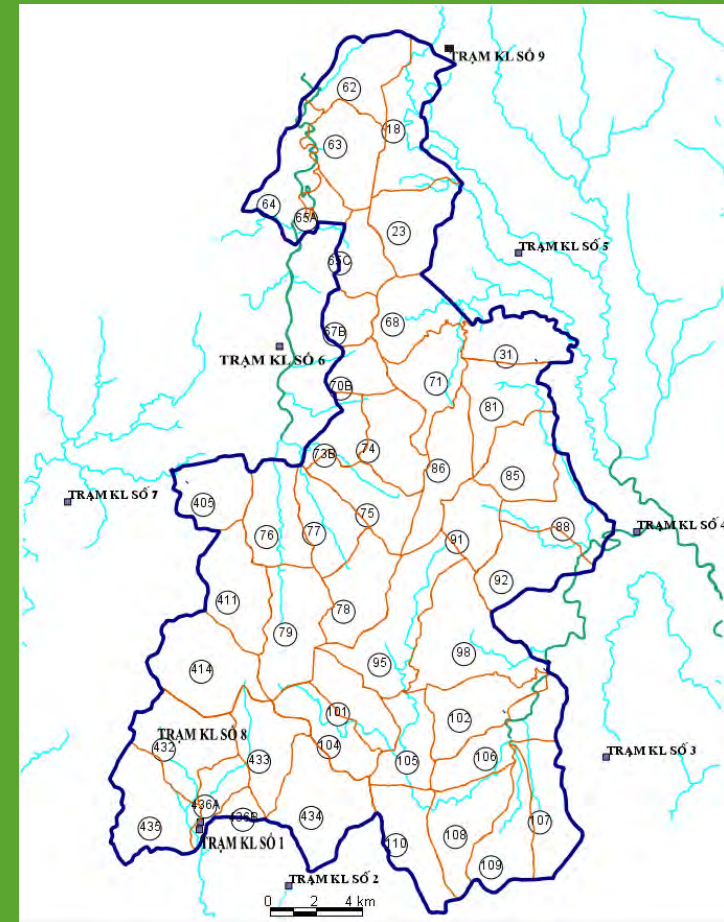 TRẠM KL SỐ 9
62
18
63
64
65A
23
65C
TRẠM KL SỐ 5
68
67B
TRẠM KL SỐ 6
31
71
70B
81
74
73B
86
85
TRẠM KL SỐ 7
405
75
88
TRẠM KL SỐ 4
76
77
91
92
411
78
79
98
95
414
101
102
TRẠM KL SỐ 8
432
104
433
105
106
TRẠM KL SỐ 3
436A
436B
434
107
435
TRẠM KL SỐ 1
108
110
109
TRẠM KL SỐ 2
0 2 4 km